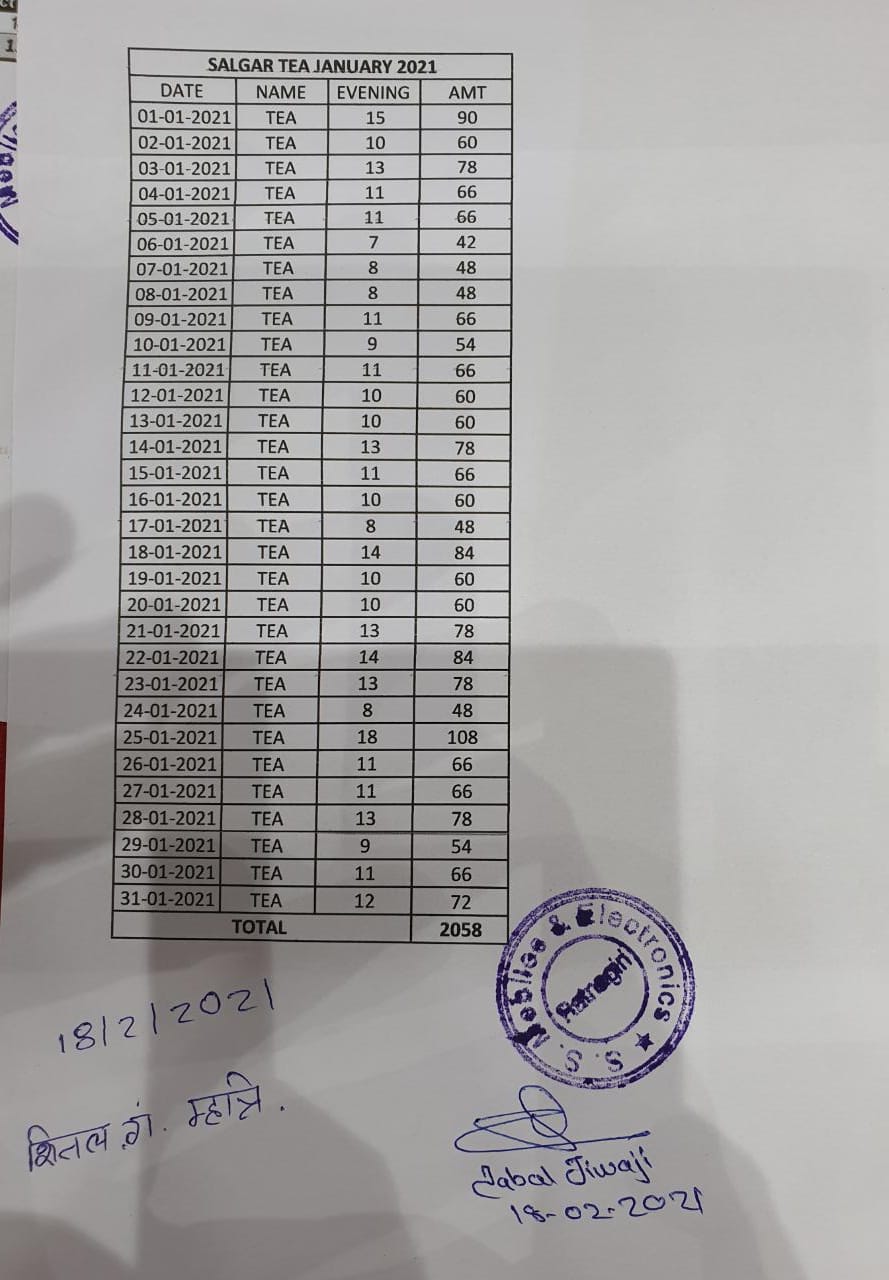 SALGAR TEA JANUARY 2021
DATE NAME EVENING AMT
01-01-2021 TEA 15 90
02-01-2021 TEA 10 60
03-01-2021 TEA 13 78
04-01-2021 TEA 11 66
05-01-2021 TEA 11 66
06-01-2021 TEA 7 42
07-01-2021 TEA 8 48
08-01-2021 TEA 8 48
09-01-2021 TEA 11 66
10-01-2021 TEA 9 54
11-01-2021 TEA 11 66
12-01-2021 TEA 10 60
13-01-2021 TEA 10 60
14-01-2021 TEA 13 78
15-01-2021 TEA 11 66
16-01-2021 TEA 10 60
17-01-2021 TEA 8 48
18-01-2021 TEA 14 84
19-01-2021 TEA 10 60
20-01-2021 TEA 10 60
21-01-2021 TEA 13 78
22-01-2021 TEA 14 84
23-01-2021 TEA 13 78
24-01-2021 TEA 8 48
25-01-2021 TEA 18 108
26-01-2021 TEA 11 66
27-01-2021 TEA 11 66
28-01-2021 TEA 13 78
29-01-2021 TEA 9 54
30-01-2021 TEA 11 66
31-01-2021 TEA 12 72
TOTAL 2058
S. S. Mobiles & Electronics ★
Ratnagiri
18/2/2021
शितल गं. म्हात्रे.
Jabal Jiwaji
18-02-2021